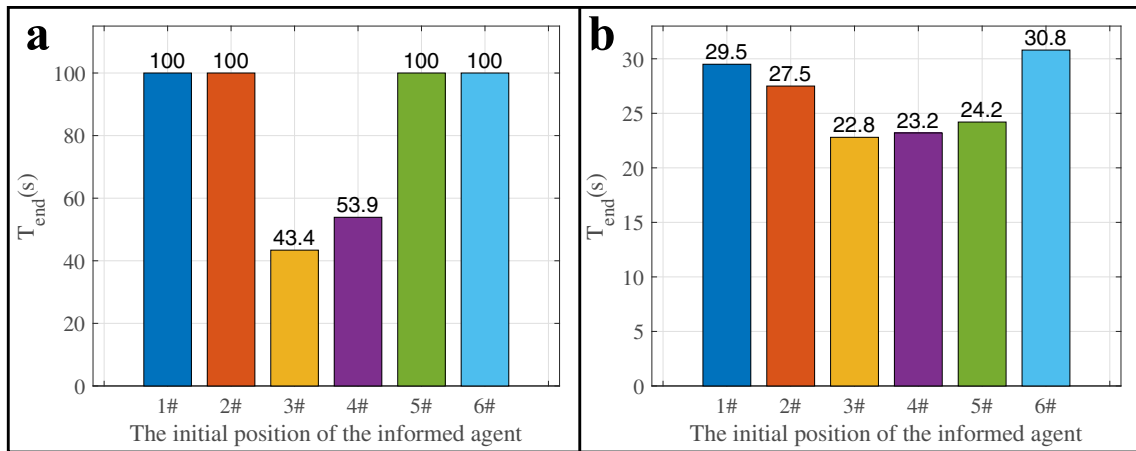 a
100 100 43.4 53.9 100 100
100
80
60
40
20
0
T_end(s)
1# 2# 3# 4# 5# 6#
The initial position of the informed agent
b
29.5 27.5 22.8 23.2 24.2 30.8
30
25
20
15
10
5
0
T_end(s)
1# 2# 3# 4# 5# 6#
The initial position of the informed agent